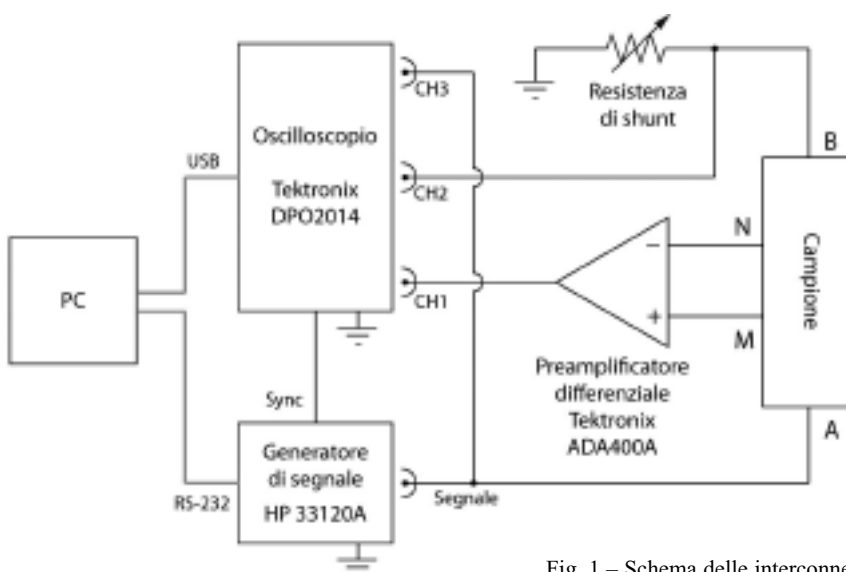 CH3
Resistenza
di shunt
Oscilloscopio
Tektronix
DPO2014
USB
CH2
B
N
Campione
PC
CH1
−
+
M
Preamplificatore
differenziale
Tektronix
ADA400A
Sync
A
Generatore
di segnale
HP 33120A
RS-232
Segnale
Fig. 1 – Schema delle interconne